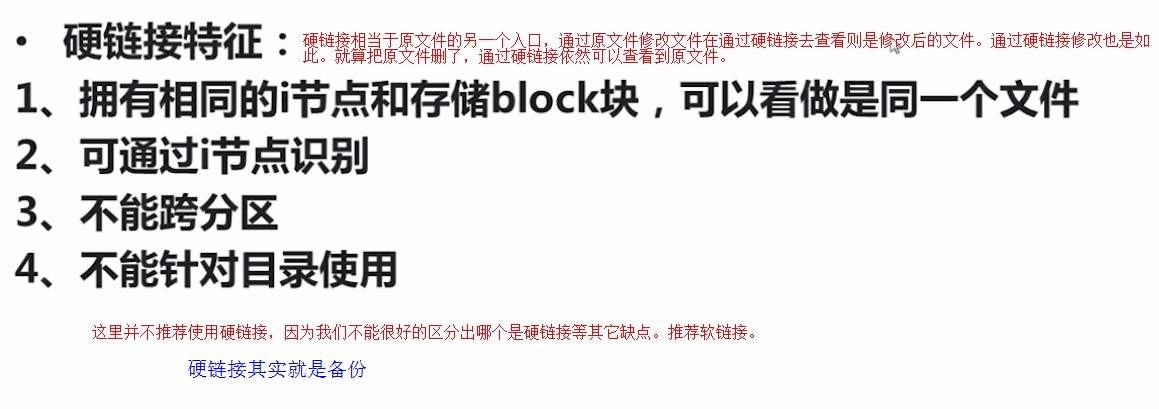 • 硬链接特征：
硬链接相当于原文件的另一个入口，通过原文件修改文件在通过硬链接去查看则是修改后的文件。通过硬链接修改也是如
此。就算把原文件删了，通过硬链接依然可以查看到原文件。
1、拥有相同的i节点和存储block块，可以看做是同一个文件
2、可通过i节点识别
3、不能跨分区
4、不能针对目录使用
这里并不推荐使用硬链接，因为我们不能很好的区分出哪个是硬链接等其它缺点。推荐软链接。
硬链接其实就是备份